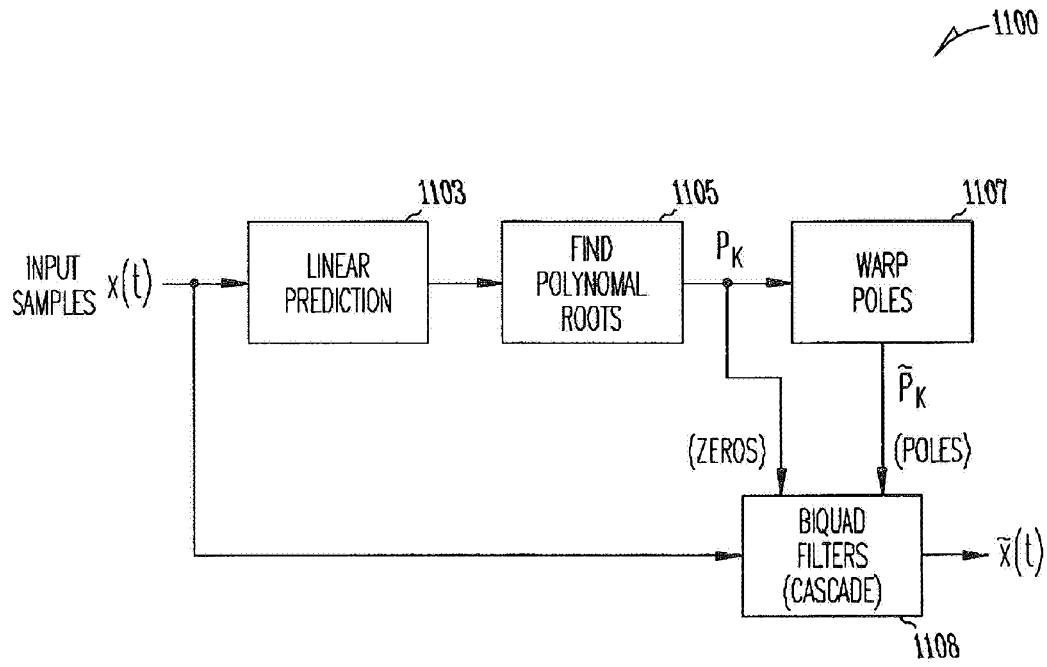 1100
1103
1105
1107
INPUT
SAMPLES x(t)
LINEAR
PREDICTION
FIND
POLYNOMAL
ROOTS
P_K
WARP
POLES
P̃_K
(ZEROS)
(POLES)
BIQUAD
FILTERS
(CASCADE)
x̃(t)
1108